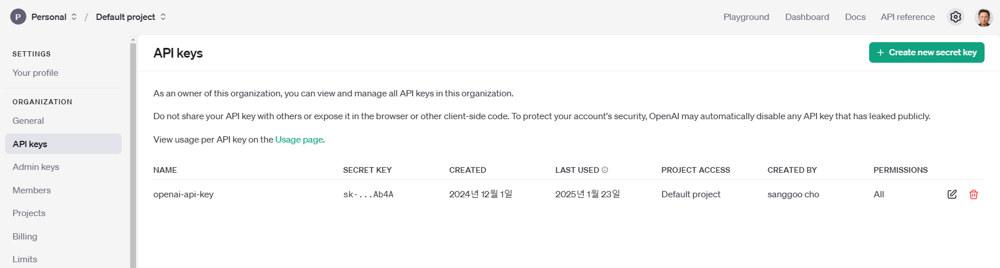 P Personal / Default project
Playground Dashboard Docs API reference
SETTINGS
Your profile
ORGANIZATION
General
API keys
Admin keys
Members
Projects
Billing
Limits
API keys
+ Create new secret key
As an owner of this organization, you can view and manage all API keys in this organization.
Do not share your API key with others or expose it in the browser or other client-side code. To protect your account's security, OpenAI may automatically disable any API key that has leaked publicly.
View usage per API key on the Usage page.
NAME SECRET KEY CREATED LAST USED PROJECT ACCESS CREATED BY PERMISSIONS
openai-api-key sk-...Ab4A 2024년 12월 1일 2025년 1월 23일 Default project sanggoo cho All